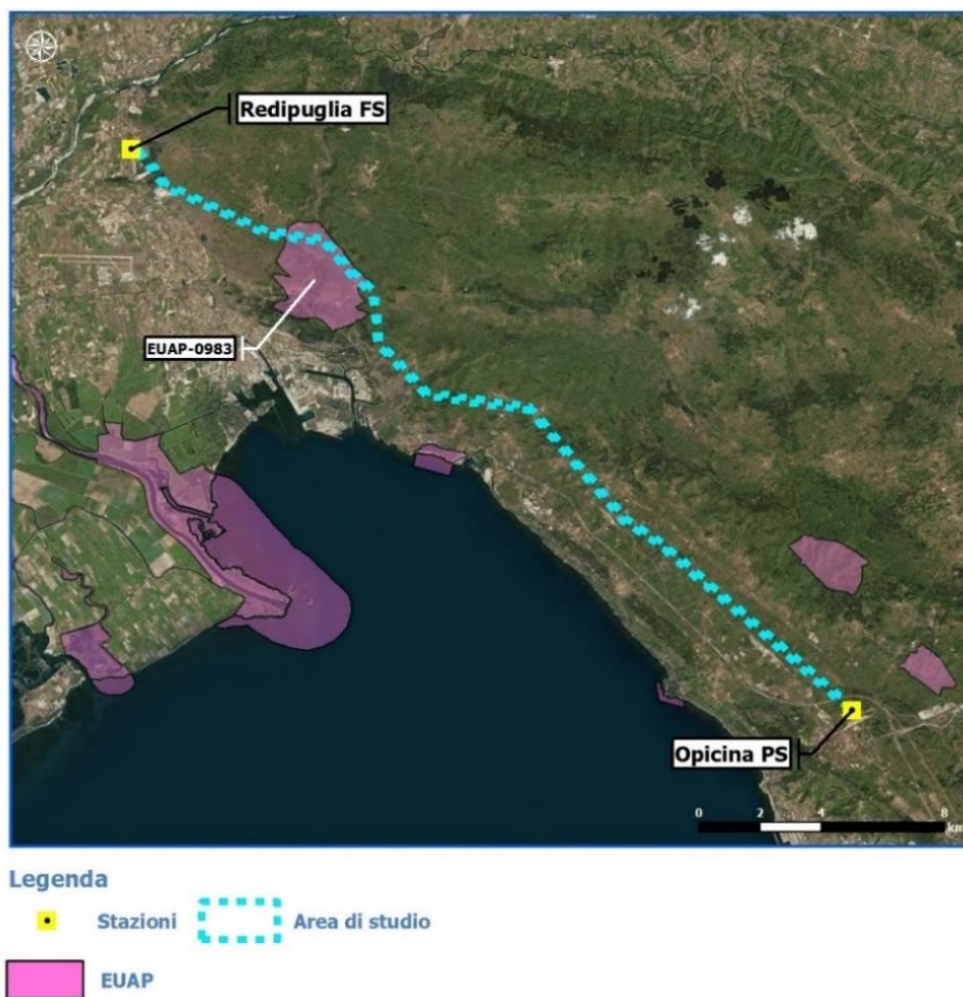 Redipuglia FS
EUAP-0983
Opicina PS
0 2 4 8
km
Legenda
Stazioni
Area di studio
EUAP